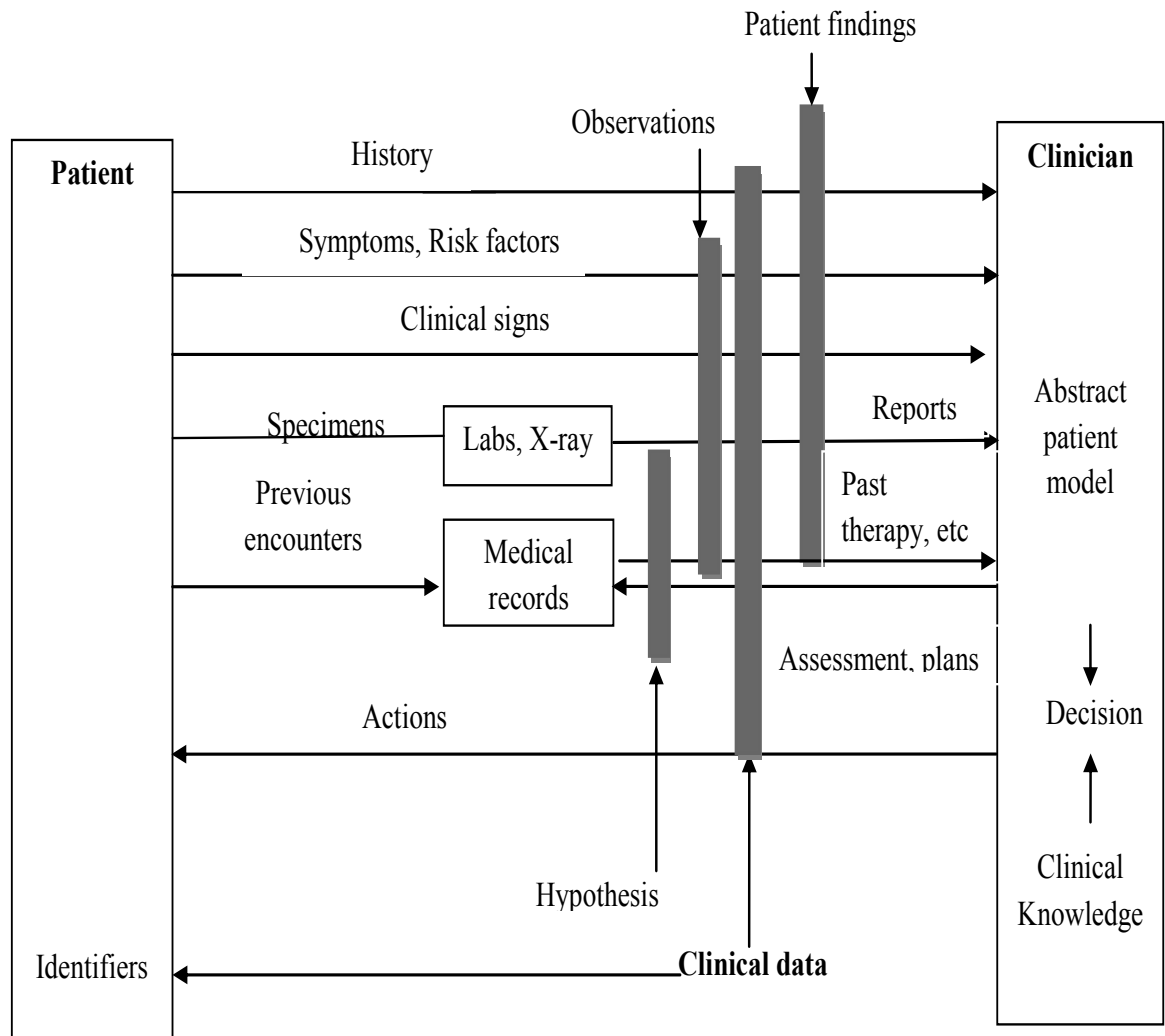 Patient findings
Observations
Patient
History
Clinician
Symptoms, Risk factors
Clinical signs
Specimens
Labs, X-ray
Reports
Abstract
patient
model
Previous
encounters
Medical
records
Past
therapy, etc
Assessment, plans
Actions
Decision
Hypothesis
Clinical
Knowledge
Identifiers
Clinical data